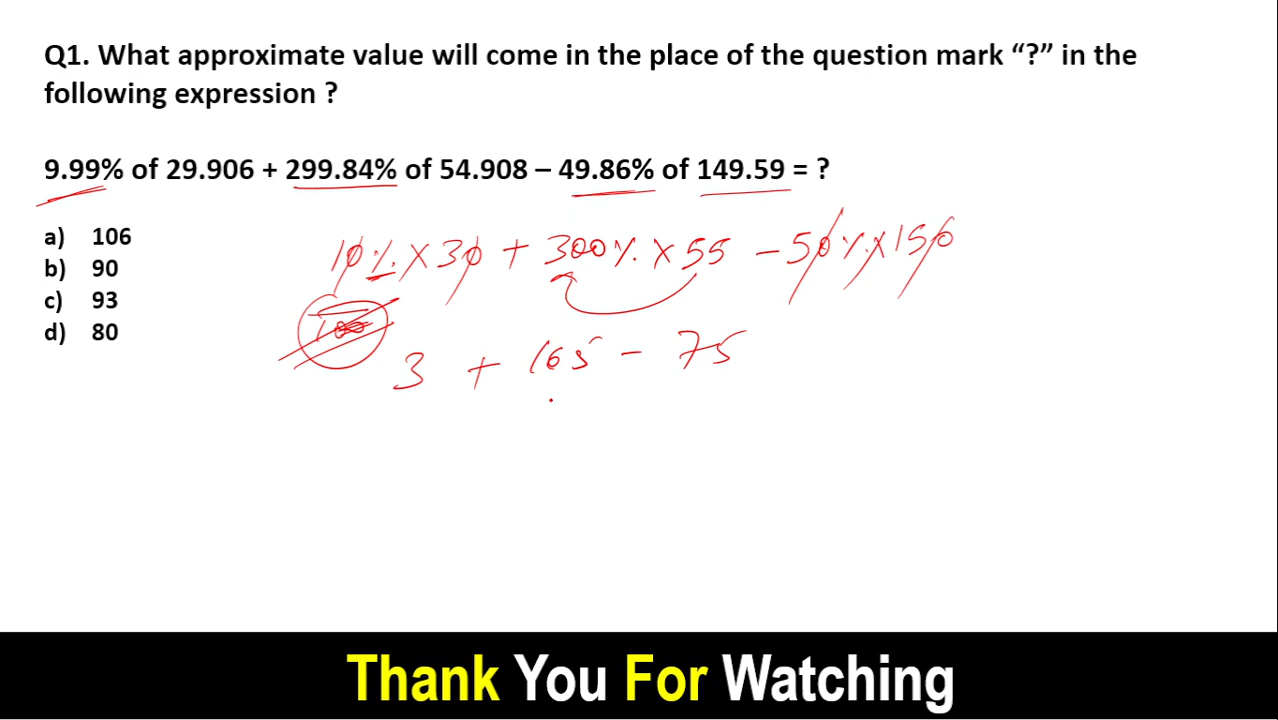 Q1. What approximate value will come in the place of the question mark “?” in the
following expression ?
9.99% of 29.906 + 299.84% of 54.908 – 49.86% of 149.59 = ?
a) 106
b) 90
c) 93
d) 80
10% × 30 + 300% × 55 - 50% × 150
100
3 + 165 - 75
Thank You For Watching